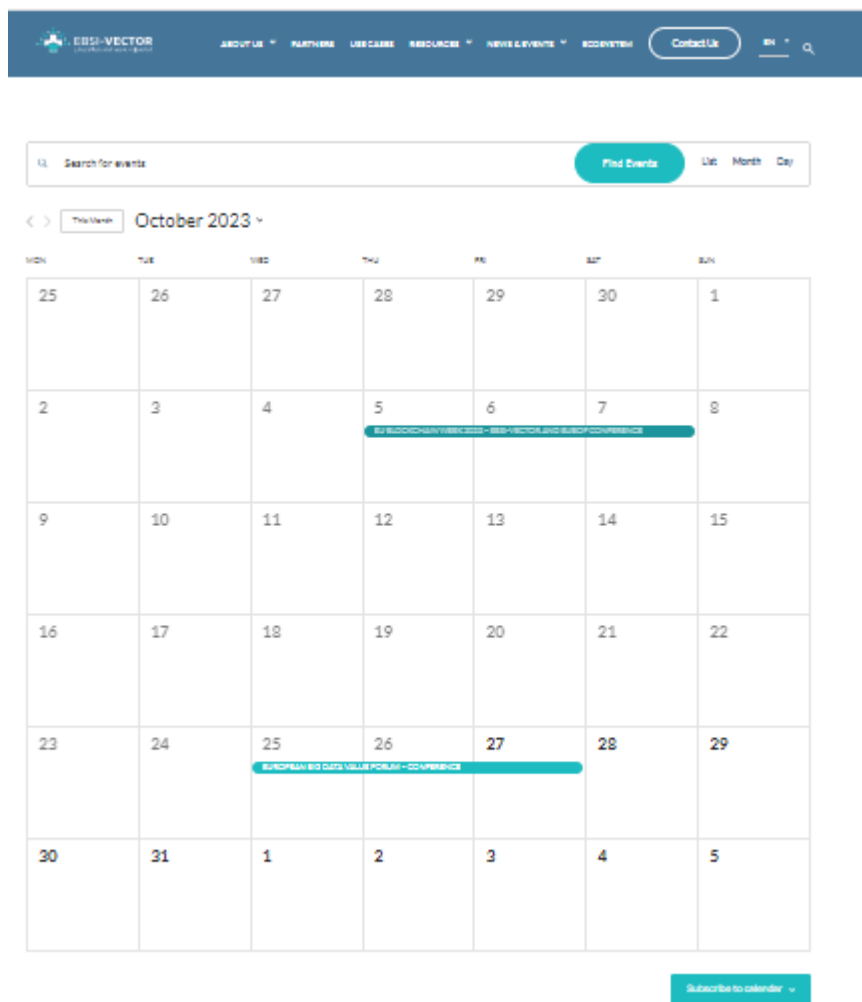 EBSI-VECTOR
ABOUT US PARTNERS USE CASES RESOURCES NEWS & EVENTS ECOSYSTEM Contact Us EN
Search for events Find Events List Month Day
This Month October 2023
MON TUE WED THU FRI SAT SUN
25 26 27 28 29 30 1
2 3 4 5 6 7 8
EU BLOCKCHAIN WEEK 2023 – EBSI-VECTOR AND EUROP CONFERENCE
9 10 11 12 13 14 15
16 17 18 19 20 21 22
23 24 25 26 27 28 29
EUROPEAN BIG DATA VALUE FORUM – CONFERENCE
30 31 1 2 3 4 5
Subscribe to calendar